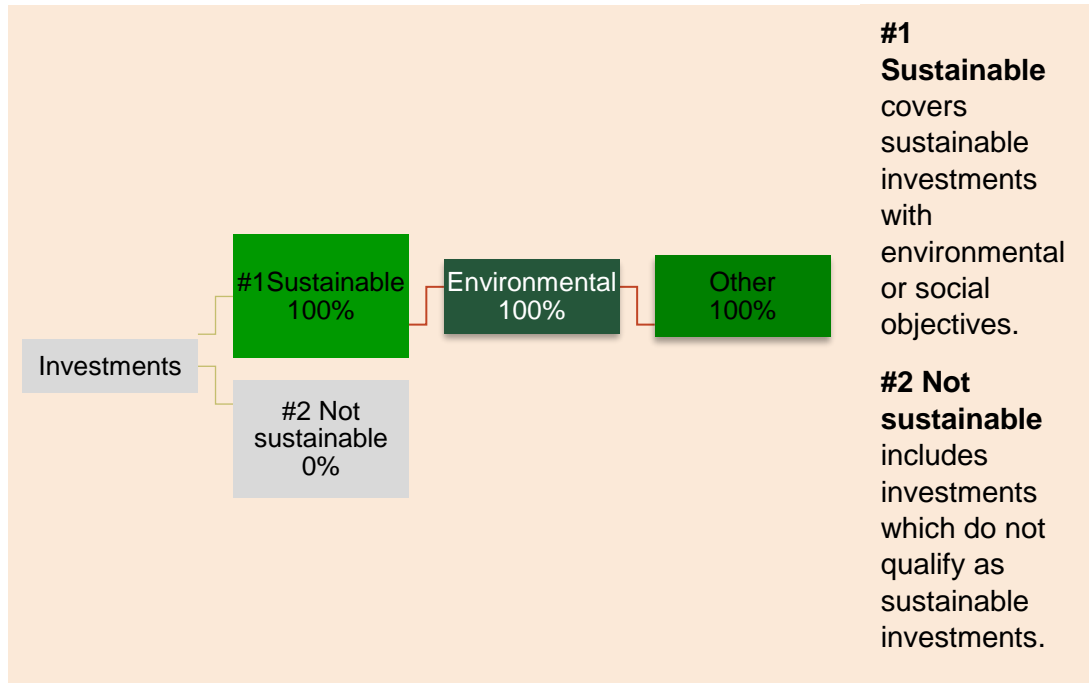 Investments
#1Sustainable
100%
#2 Not
sustainable
0%
Environmental
100%
Other
100%
#1
Sustainable
covers
sustainable
investments
with
environmental
or social
objectives.
#2 Not
sustainable
includes
investments
which do not
qualify as
sustainable
investments.